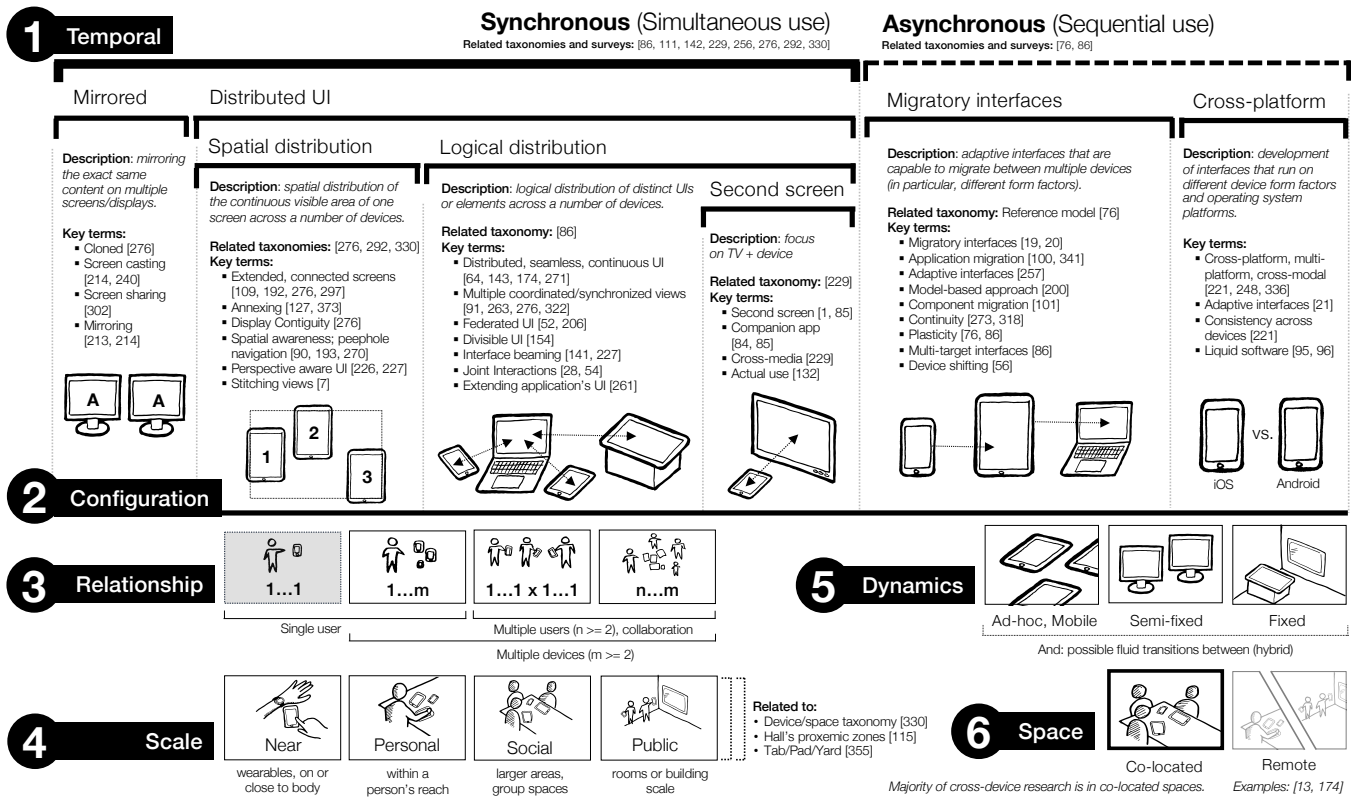 1 Temporal
Synchronous (Simultaneous use)
Related taxonomies and surveys: [86, 111, 142, 229, 256, 276, 292, 330]
Asynchronous (Sequential use)
Related taxonomies and surveys: [76, 86]
Mirrored
Description: mirroring
the exact same
content on multiple
screens/displays.
Key terms:
▪ Cloned [276]
▪ Screen casting
[214, 240]
▪ Screen sharing
[302]
▪ Mirroring
[213, 214]
A A
Distributed UI
Spatial distribution
Description: spatial distribution of
the continuous visible area of one
screen across a number of devices.
Related taxonomies: [276, 292, 330]
Key terms:
▪ Extended, connected screens
[109, 192, 276, 297]
▪ Annexing [127, 373]
▪ Display Contiguity [276]
▪ Spatial awareness; peephole
navigation [90, 193, 270]
▪ Perspective aware UI [226, 227]
▪ Stitching views [7]
1
2
3
Logical distribution
Description: logical distribution of distinct UIs
or elements across a number of devices.
Related taxonomy: [86]
Key terms:
▪ Distributed, seamless, continuous UI
[64, 143, 174, 271]
▪ Multiple coordinated/synchronized views
[91, 263, 276, 322]
▪ Federated UI [52, 206]
▪ Divisible UI [154]
▪ Interface beaming [141, 227]
▪ Joint Interactions [28, 54]
▪ Extending application's UI [261]
Second screen
Description: focus
on TV + device
Related taxonomy: [229]
Key terms:
▪ Second screen [1, 85]
▪ Companion app
[84, 85]
▪ Cross-media [229]
▪ Actual use [132]
Migratory interfaces
Description: adaptive interfaces that are
capable to migrate between multiple devices
(in particular, different form factors).
Related taxonomy: Reference model [76]
Key terms:
▪ Migratory interfaces [19, 20]
▪ Application migration [100, 341]
▪ Adaptive interfaces [257]
▪ Model-based approach [200]
▪ Component migration [101]
▪ Continuity [273, 318]
▪ Plasticity [76, 86]
▪ Multi-target interfaces [86]
▪ Device shifting [56]
Cross-platform
Description: development
of interfaces that run on
different device form factors
and operating system
platforms.
Key terms:
▪ Cross-platform, multi-
platform, cross-modal
[221, 248, 336]
▪ Adaptive interfaces [21]
▪ Consistency across
devices [221]
▪ Liquid software [95, 96]
vs.
iOS Android
2 Configuration
3 Relationship
1...1
1...m
1...1 x 1...1
n...m
Single user
Multiple users (n >= 2), collaboration
Multiple devices (m >= 2)
4 Scale
Near
wearables, on or
close to body
Personal
within a
person's reach
Social
larger areas,
group spaces
Public
rooms or building
scale
Related to:
• Device/space taxonomy [330]
• Hall's proxemic zones [115]
• Tab/Pad/Yard [355]
5 Dynamics
Ad-hoc, Mobile
Semi-fixed
Fixed
And: possible fluid transitions between (hybrid)
6 Space
Co-located
Remote
Majority of cross-device research is in co-located spaces.
Examples: [13, 174]